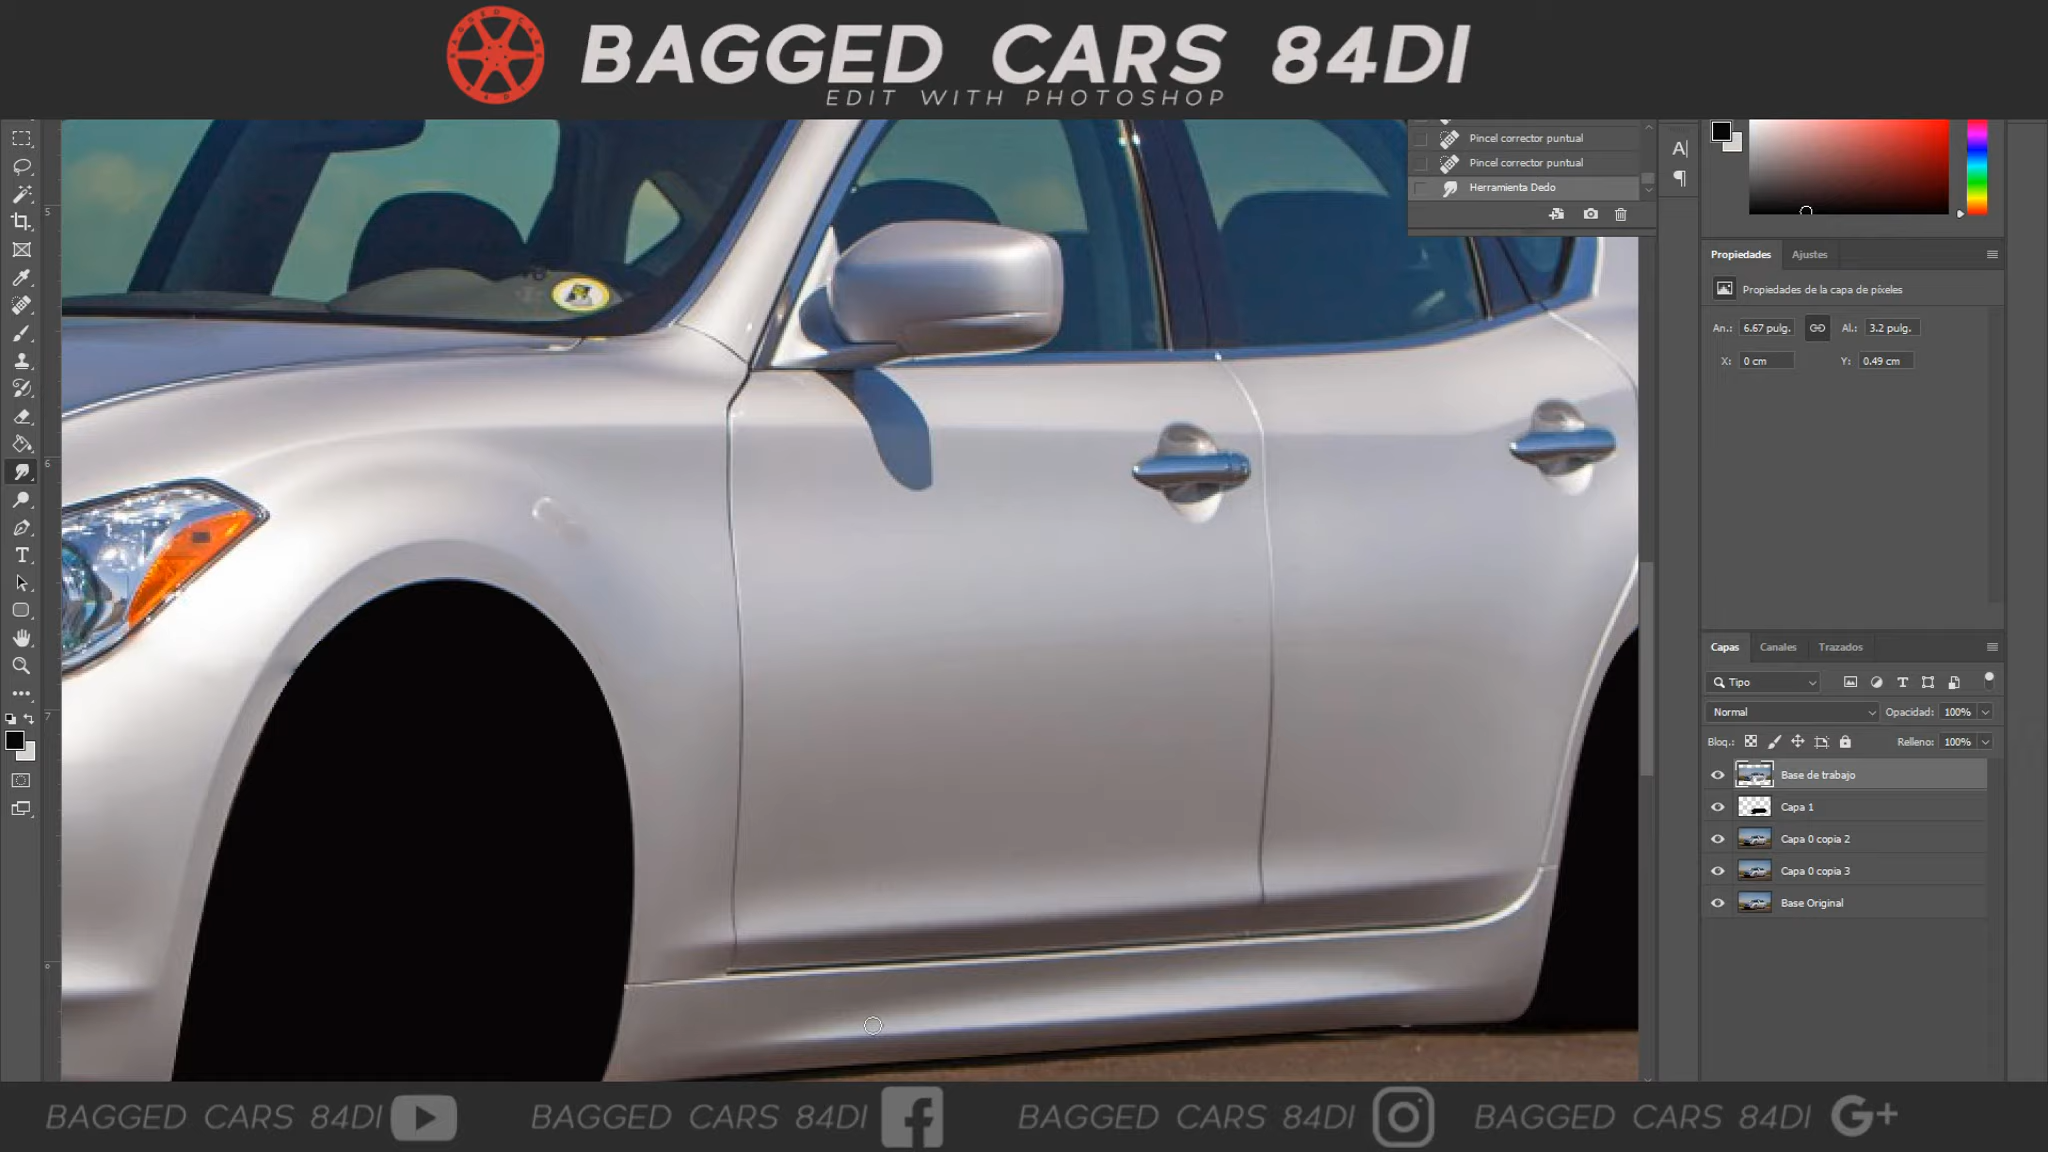 BAGGED CARS 84DI
EDIT WITH PHOTOSHOP
Pincel corrector puntual
Pincel corrector puntual
Herramienta Dedo
A|
Propiedades Ajustes
Propiedades de la capa de píxeles
An.: 6.67 pulg. Al.: 3.2 pulg.
X: 0 cm Y: 0.49 cm
5
6
7
Capas Canales Trazados
Tipo
Normal Opacidad: 100%
Bloq.: Relleno: 100%
Base de trabajo
Capa 1
Capa 0 copia 2
Capa 0 copia 3
Base Original
BAGGED CARS 84DI BAGGED CARS 84DI BAGGED CARS 84DI BAGGED CARS 84DI G+